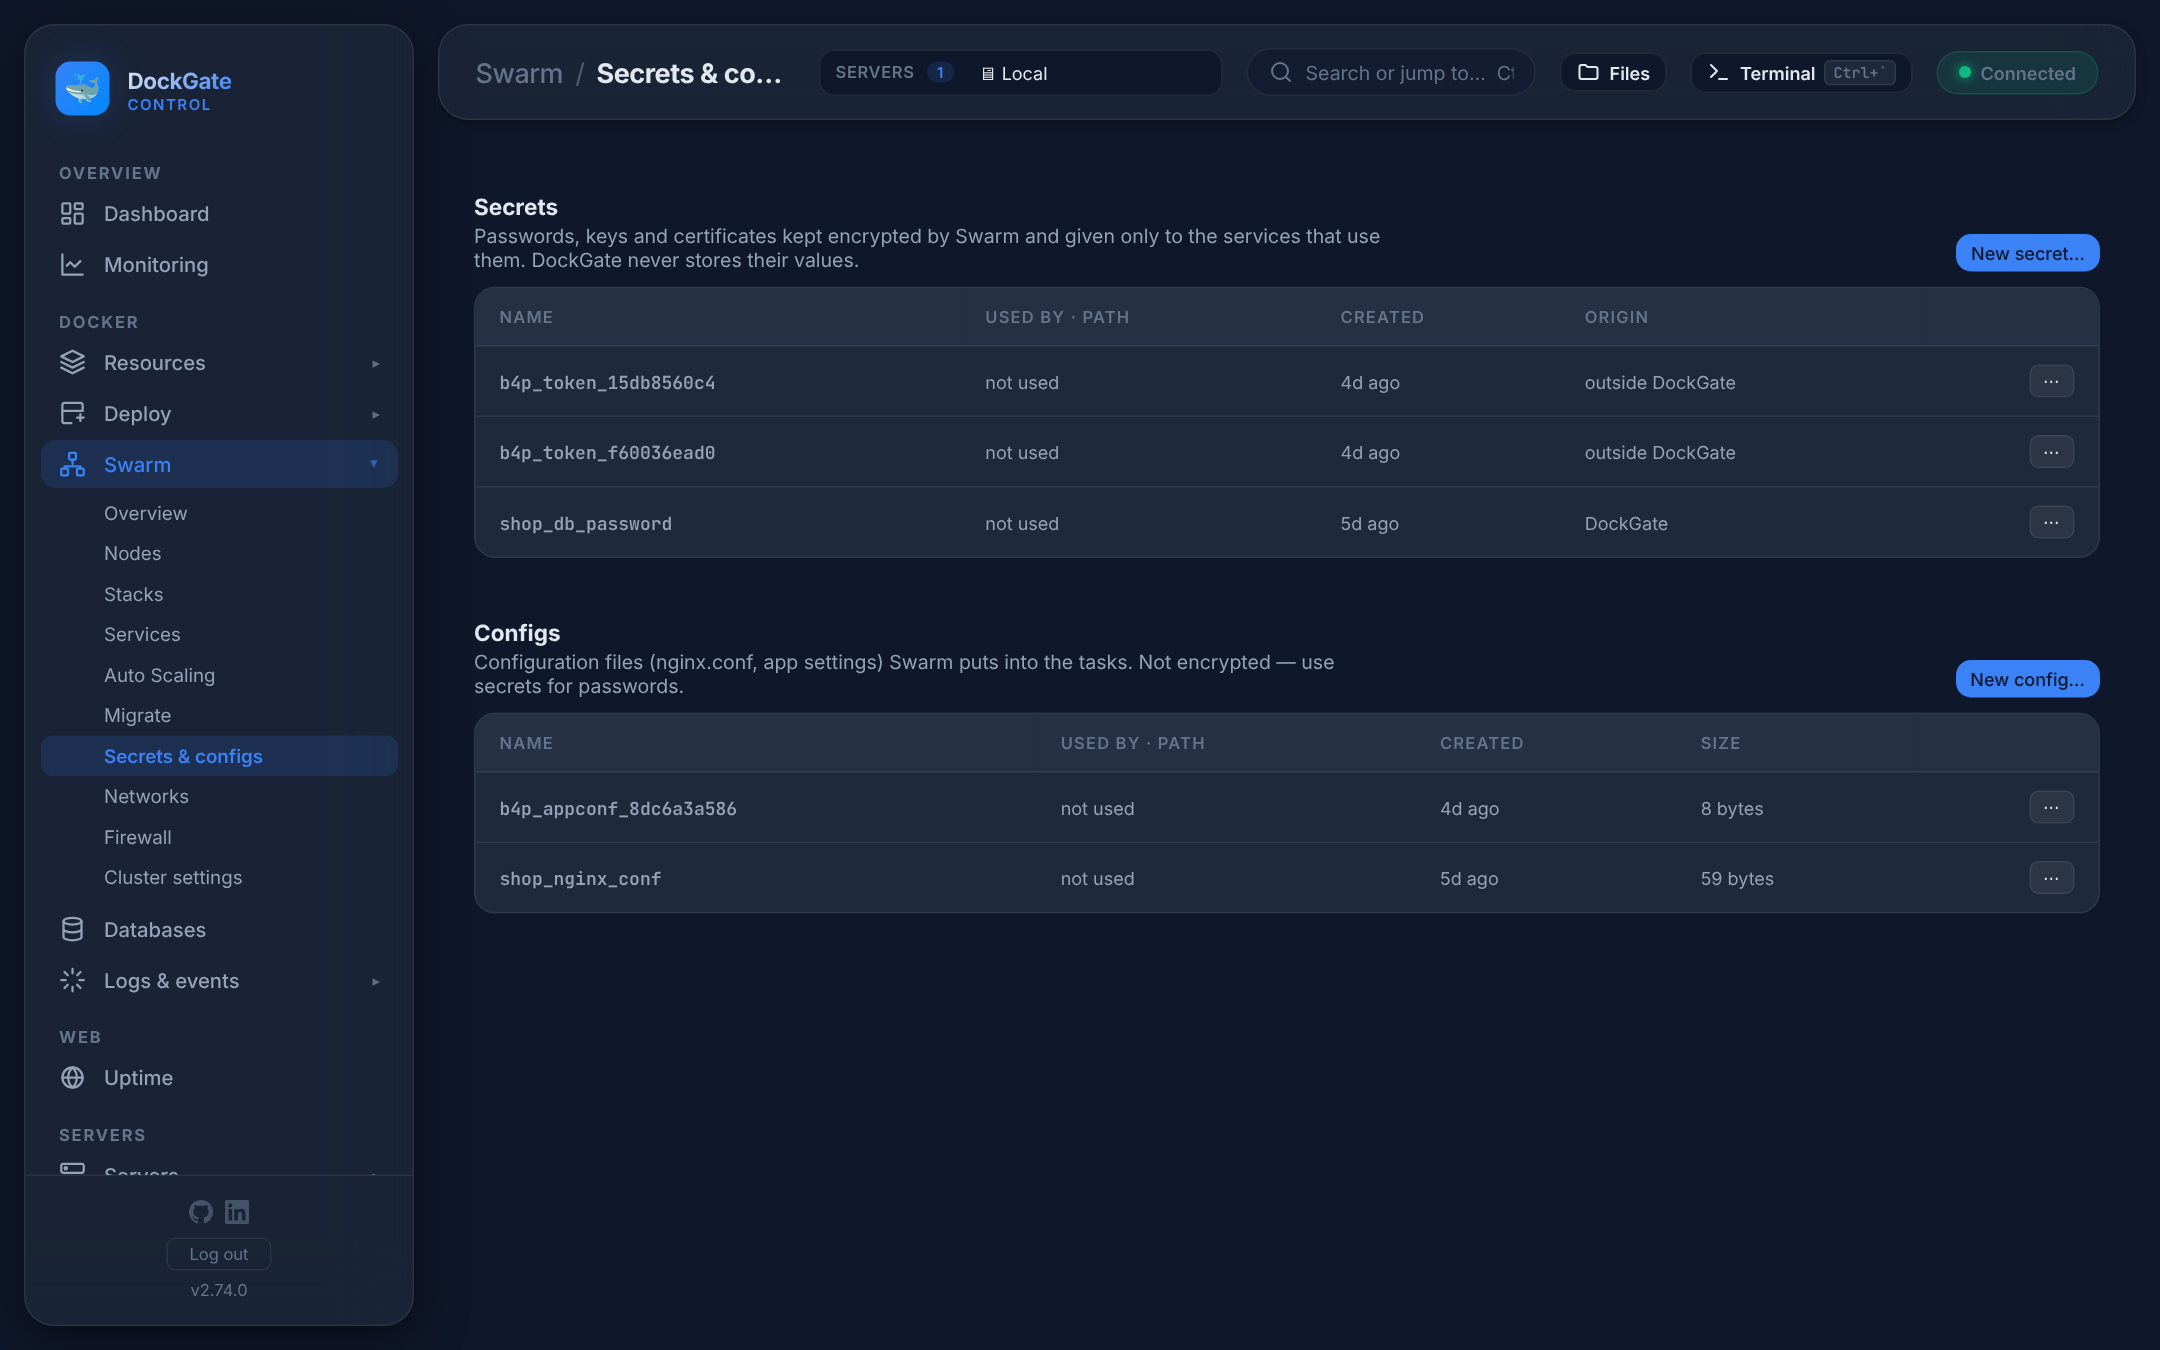 DockGate
CONTROL
OVERVIEW
Dashboard
Monitoring
DOCKER
Resources
Deploy
Swarm
Overview
Nodes
Stacks
Services
Auto Scaling
Migrate
Secrets & configs
Networks
Firewall
Cluster settings
Databases
Logs & events
WEB
Uptime
SERVERS
Servers
Log out
v2.74.0
Swarm / Secrets & co...
SERVERS 1 Local
Search or jump to...
Files
Terminal Ctrl+`
Connected
Secrets
Passwords, keys and certificates kept encrypted by Swarm and given only to the services that use
them. DockGate never stores their values.
New secret...
NAME USED BY · PATH CREATED ORIGIN
b4p_token_15db8560c4 not used 4d ago outside DockGate ...
b4p_token_f60036ead0 not used 4d ago outside DockGate ...
shop_db_password not used 5d ago DockGate ...
Configs
Configuration files (nginx.conf, app settings) Swarm puts into the tasks. Not encrypted — use
secrets for passwords.
New config...
NAME USED BY · PATH CREATED SIZE
b4p_appconf_8dc6a3a586 not used 4d ago 8 bytes ...
shop_nginx_conf not used 5d ago 59 bytes ...